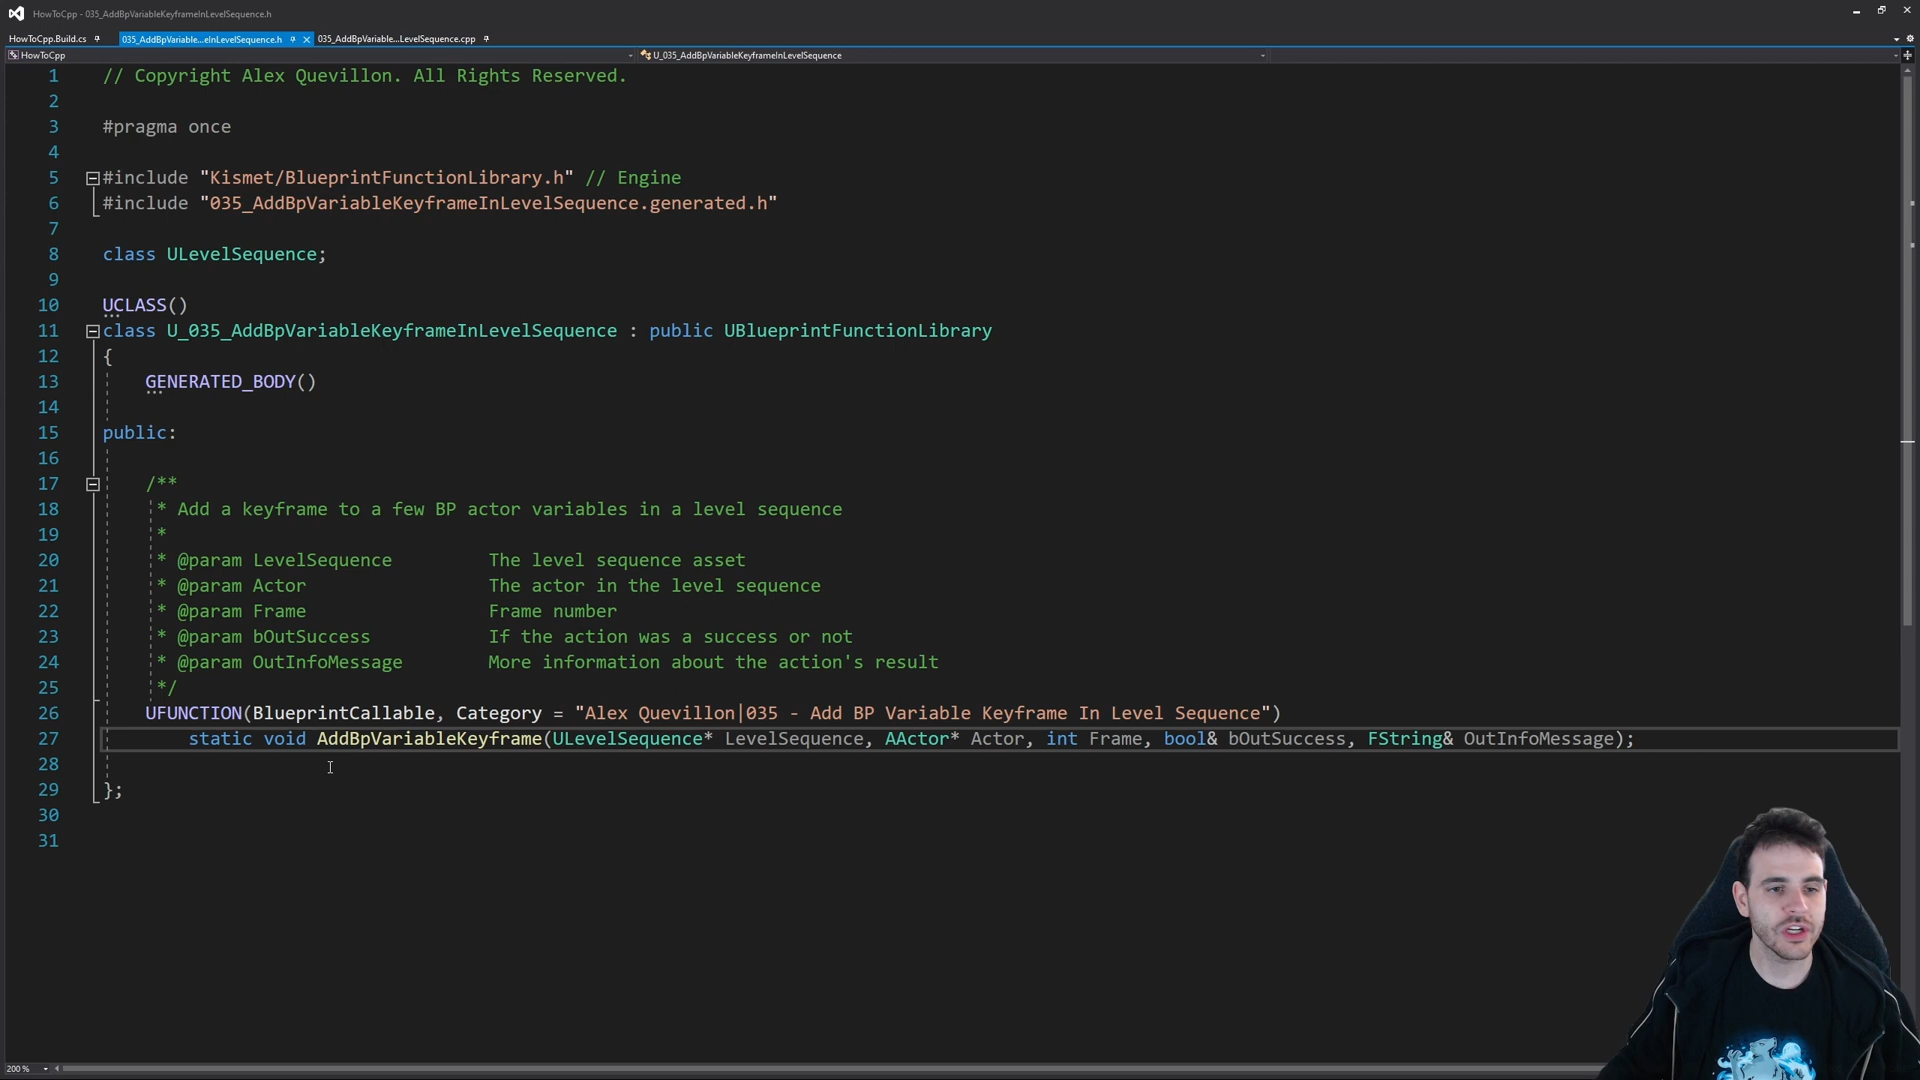 HowToCpp - 035_AddBpVariableKeyframeInLevelSequence.h
HowToCpp.Build.cs
035_AddBpVariable...eInLevelSequence.h
035_AddBpVariable...LevelSequence.cpp
HowToCpp
U_035_AddBpVariableKeyframeInLevelSequence
1 // Copyright Alex Quevillon. All Rights Reserved.
2
3 #pragma once
4
5 #include "Kismet/BlueprintFunctionLibrary.h" // Engine
6 #include "035_AddBpVariableKeyframeInLevelSequence.generated.h"
7
8 class ULevelSequence;
9
10 UCLASS()
11 class U_035_AddBpVariableKeyframeInLevelSequence : public UBlueprintFunctionLibrary
12 {
13 GENERATED_BODY()
14
15 public:
16
17 /**
18 * Add a keyframe to a few BP actor variables in a level sequence
19 *
20 * @param LevelSequence The level sequence asset
21 * @param Actor The actor in the level sequence
22 * @param Frame Frame number
23 * @param bOutSuccess If the action was a success or not
24 * @param OutInfoMessage More information about the action's result
25 */
26 UFUNCTION(BlueprintCallable, Category = "Alex Quevillon|035 - Add BP Variable Keyframe In Level Sequence")
27 static void AddBpVariableKeyframe(ULevelSequence* LevelSequence, AActor* Actor, int Frame, bool& bOutSuccess, FString& OutInfoMessage);
28
29 };
30
31
200 %